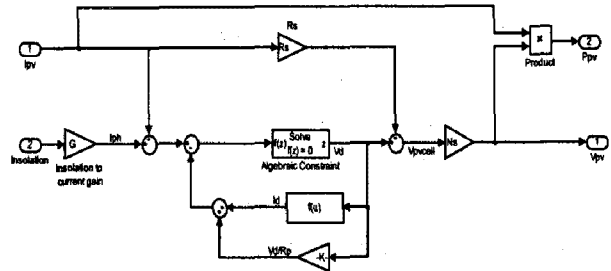 Rs
1
Ipv
Rs
x
Product
2
Ppv
2
Insolation
G
Insolation to
current gain
Iph
f(z) Solve f(z) = 0 z
Algebraic Constraint
Vd
Vpvcell
Ns
1
Vpv
Id
f(u)
Vd/Rp
-K-